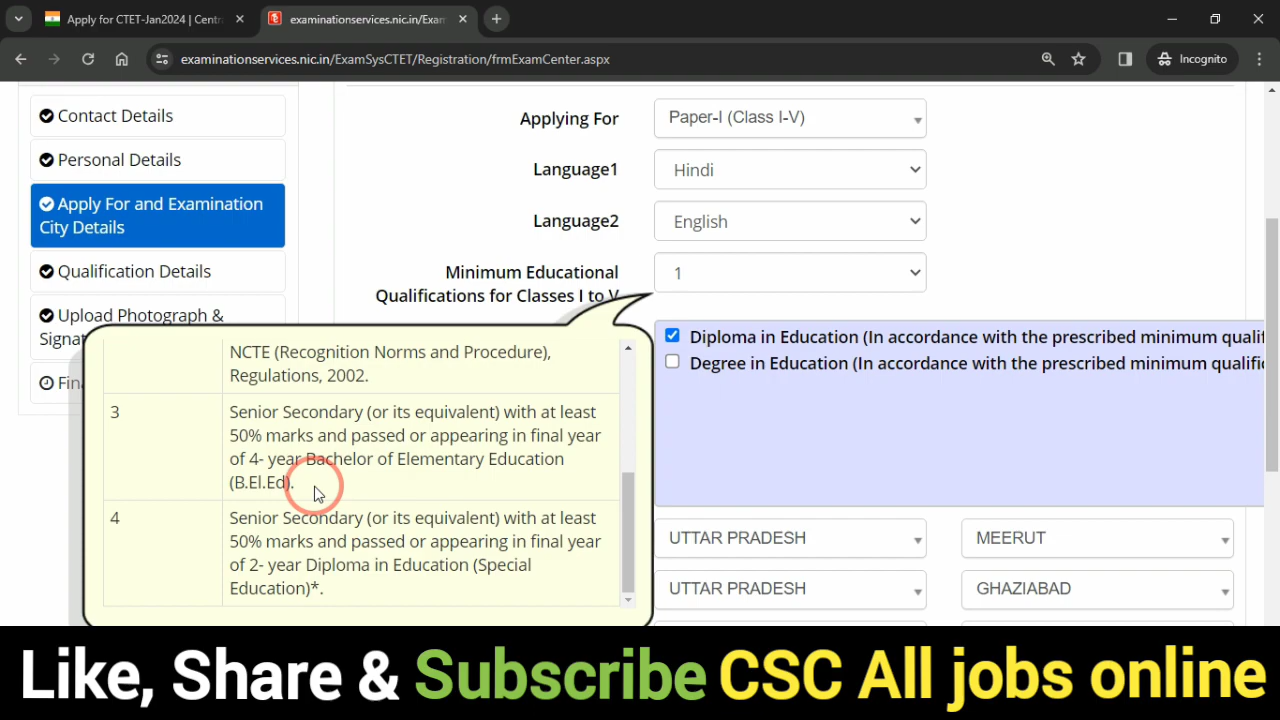 Apply for CTET-Jan2024 | Centr
examinationservices.nic.in/Exam
examinationservices.nic.in/ExamSysCTET/Registration/frmExamCenter.aspx
Incognito
Contact Details
Personal Details
Apply For and Examination
City Details
Qualification Details
Upload Photograph &
Signa
Fina
Applying For
Paper-I (Class I-V)
Language1
Hindi
Language2
English
Minimum Educational
Qualifications for Classes I to V
1
Diploma in Education (In accordance with the prescribed minimum qualif
Degree in Education (In accordance with the prescribed minimum qualific
NCTE (Recognition Norms and Procedure),
Regulations, 2002.
3
Senior Secondary (or its equivalent) with at least
50% marks and passed or appearing in final year
of 4- year Bachelor of Elementary Education
(B.El.Ed).
4
Senior Secondary (or its equivalent) with at least
50% marks and passed or appearing in final year
of 2- year Diploma in Education (Special
Education)*.
UTTAR PRADESH
MEERUT
UTTAR PRADESH
GHAZIABAD
Like, Share & Subscribe CSC All jobs online